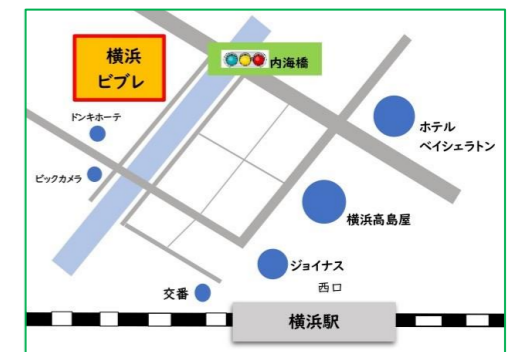 横浜
ビブレ
内海橋
ドンキホーテ
ビックカメラ
ホテル
ベイシェラトン
横浜高島屋
ジョイナス
西口
交番
横浜駅